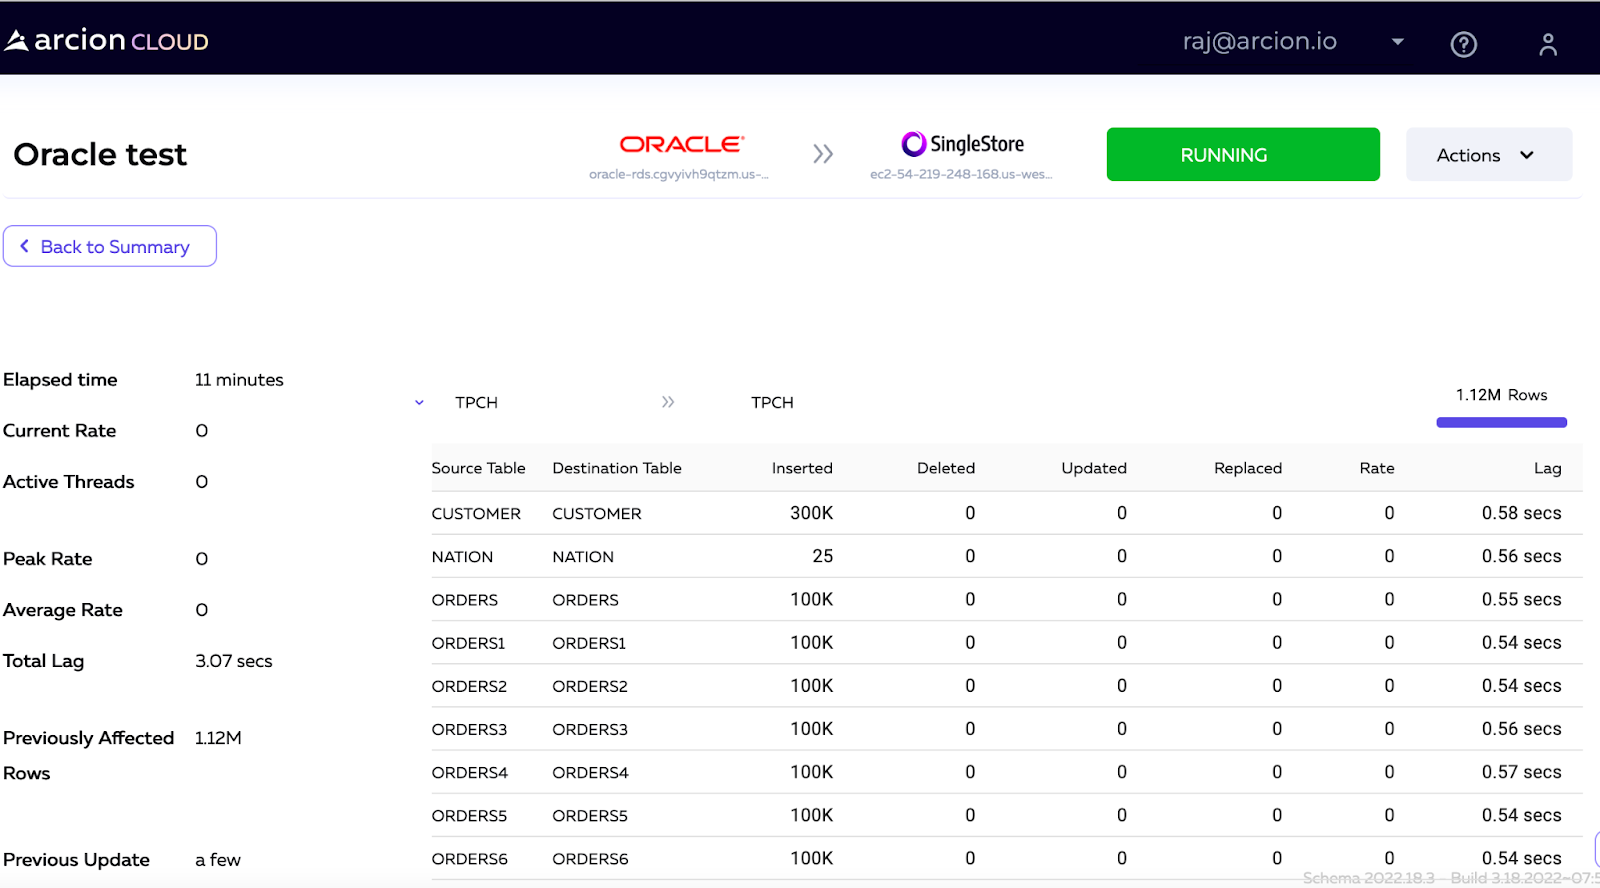 arcion CLOUD
raj@arcion.io
Oracle test
ORACLE
oracle-rds.cgvyivh9qtzm.us-...
SingleStore
ec2-54-219-248-168.us-wes...
RUNNING
Actions
Back to Summary
Elapsed time 11 minutes
Current Rate 0
Active Threads 0
Peak Rate 0
Average Rate 0
Total Lag 3.07 secs
Previously Affected 1.12M
Rows
Previous Update a few
TPCH TPCH
1.12M Rows
Source Table Destination Table Inserted Deleted Updated Replaced Rate Lag
CUSTOMER CUSTOMER 300K 0 0 0 0 0.58 secs
NATION NATION 25 0 0 0 0 0.56 secs
ORDERS ORDERS 100K 0 0 0 0 0.55 secs
ORDERS1 ORDERS1 100K 0 0 0 0 0.54 secs
ORDERS2 ORDERS2 100K 0 0 0 0 0.54 secs
ORDERS3 ORDERS3 100K 0 0 0 0 0.56 secs
ORDERS4 ORDERS4 100K 0 0 0 0 0.57 secs
ORDERS5 ORDERS5 100K 0 0 0 0 0.54 secs
ORDERS6 ORDERS6 100K 0 0 0 0 0.54 secs
Schema 2022.18.3 - Build 3.18.2022-07: